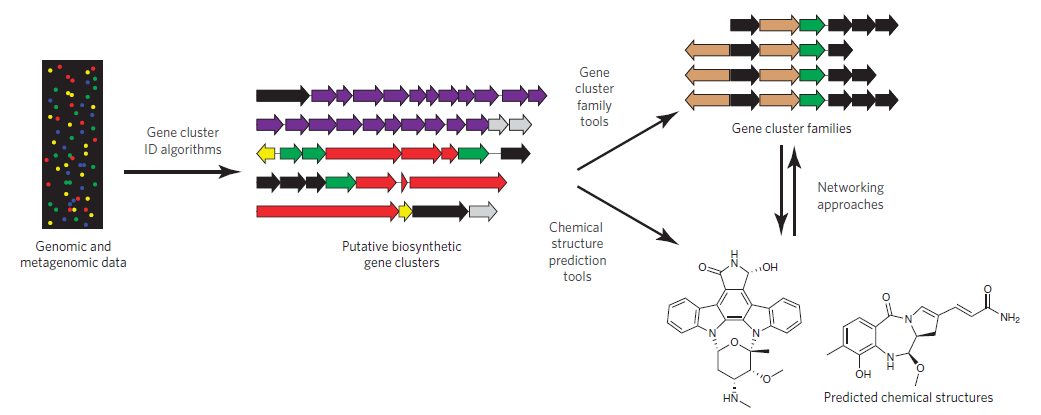 Genomic and
metagenomic data
Gene cluster
ID algorithms
Putative biosynthetic
gene clusters
Gene
cluster
family
tools
Chemical
structure
prediction
tools
Gene cluster families
Networking
approaches
H
N
O
OH
N
N
O
O
HN
O
O
N
NH2
N
H
OH
O
Predicted chemical structures